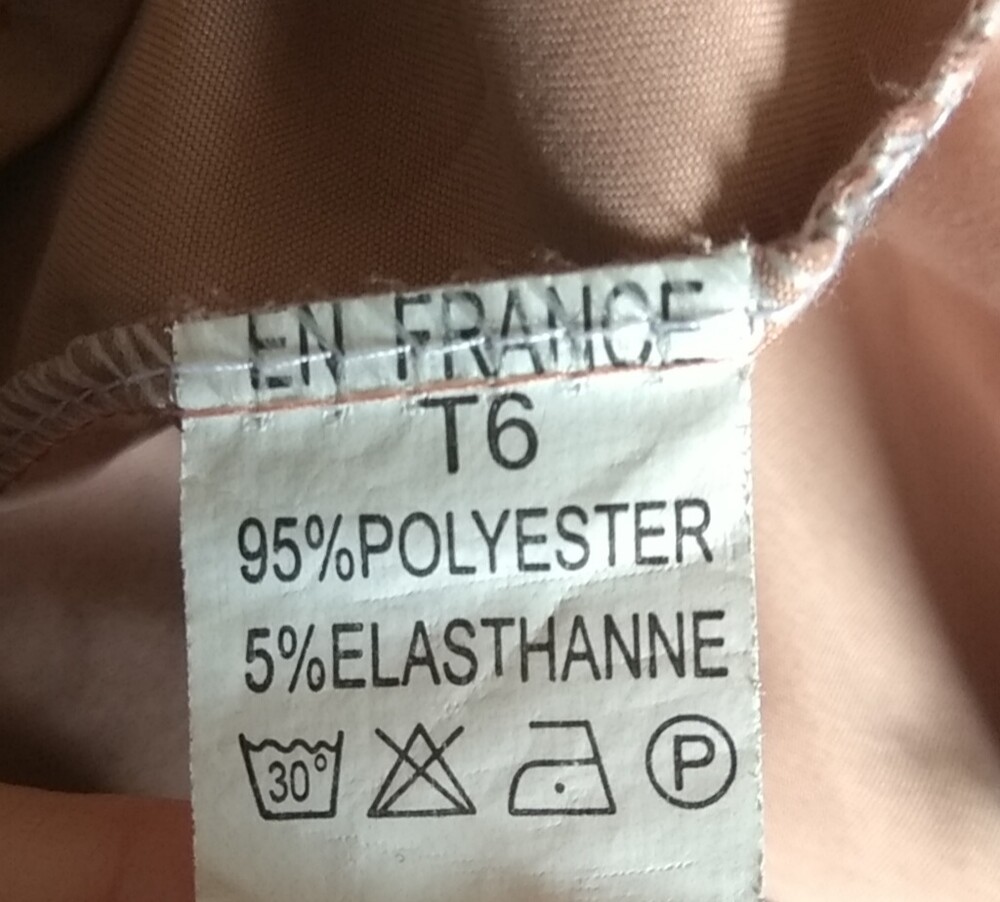 EN FRANCE
T6
95%POLYESTER
5%ELASTHANNE
30° P